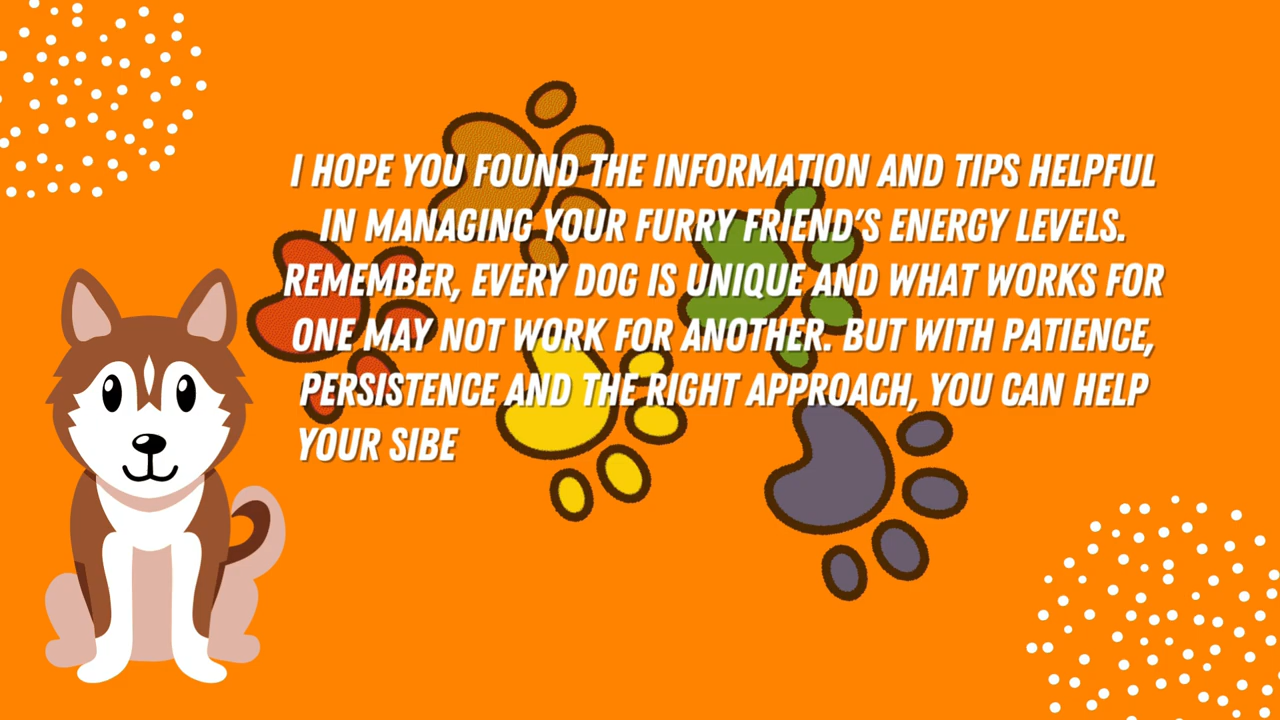 I HOPE YOU FOUND THE INFORMATION AND TIPS HELPFUL
IN MANAGING YOUR FURRY FRIEND'S ENERGY LEVELS.
REMEMBER, EVERY DOG IS UNIQUE AND WHAT WORKS FOR
ONE MAY NOT WORK FOR ANOTHER. BUT WITH PATIENCE,
PERSISTENCE AND THE RIGHT APPROACH, YOU CAN HELP
YOUR SIBE